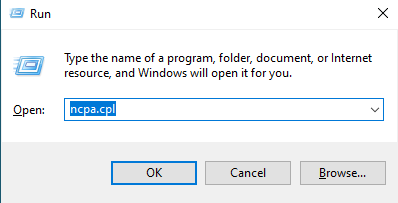 Run
Type the name of a program, folder, document, or Internet
resource, and Windows will open it for you.
Open: ncpa.cpl
OK Cancel Browse...